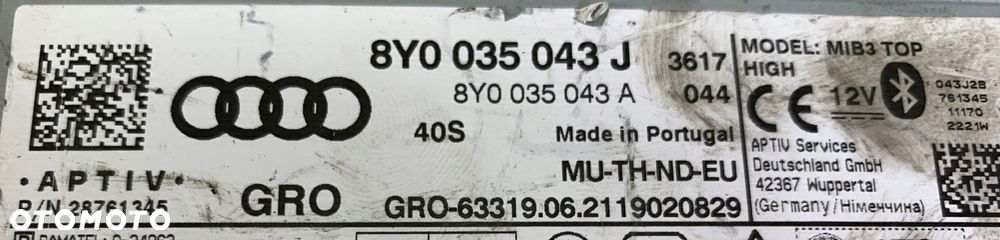 8Y0 035 043 J 3617
8Y0 035 043 A 044
40S Made in Portugal
MU-TH-ND-EU
GRO GRO-63319.06.2119020829
• APTIV •
P/N 28761345
MODEL: MIB3 TOP
HIGH
CE 12V
043J2B
761345
11170
2221W
APTIV Services
Deutschland GmbH
42367 Wuppertal
(Germany/Німеччина)
OTOMOTO